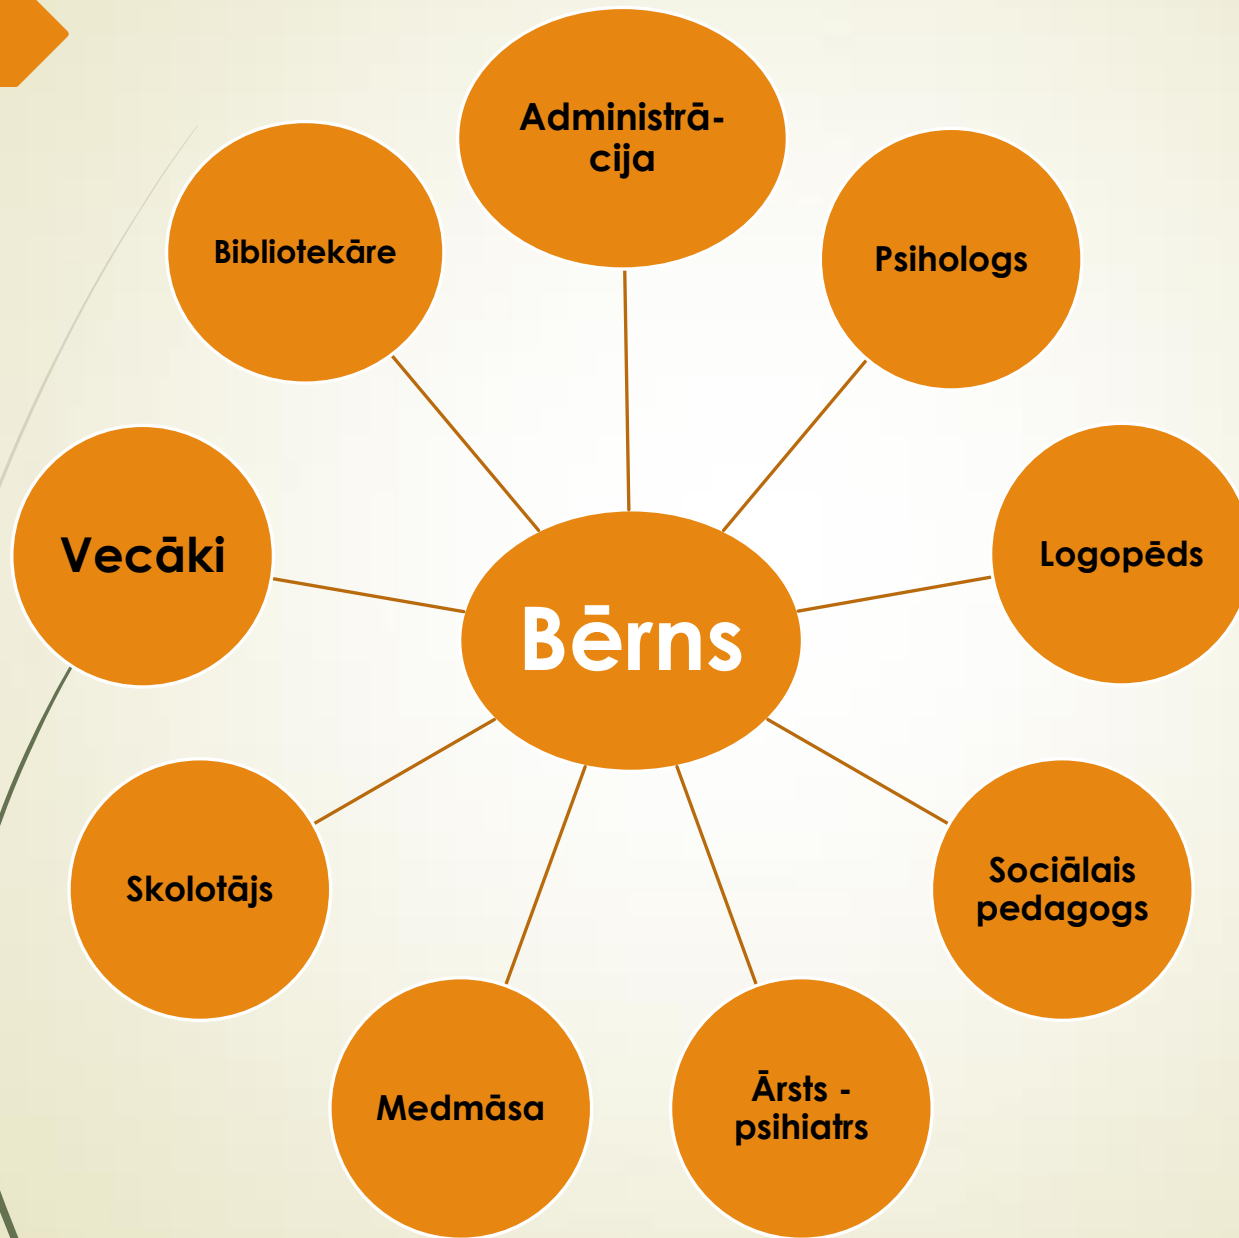 Administrā-
cija
Bibliotekāre
Psihologs
Vecāki
Logopēds
Bērns
Skolotājs
Sociālais
pedagogs
Medmāsa
Ārsts -
psihiatrs